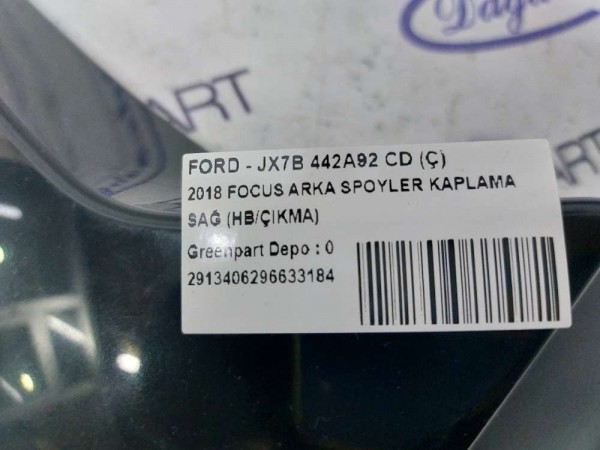 FORD - JX7B 442A92 CD (Ç)
2018 FOCUS ARKA SPOYLER KAPLAMA
SAĞ (HB/ÇIKMA)
Greenpart Depo : 0
2913406296633184